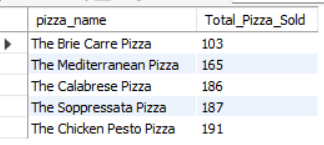 pizza_name Total_Pizza_Sold
The Brie Carre Pizza 103
The Mediterranean Pizza 165
The Calabrese Pizza 186
The Soppressata Pizza 187
The Chicken Pesto Pizza 191